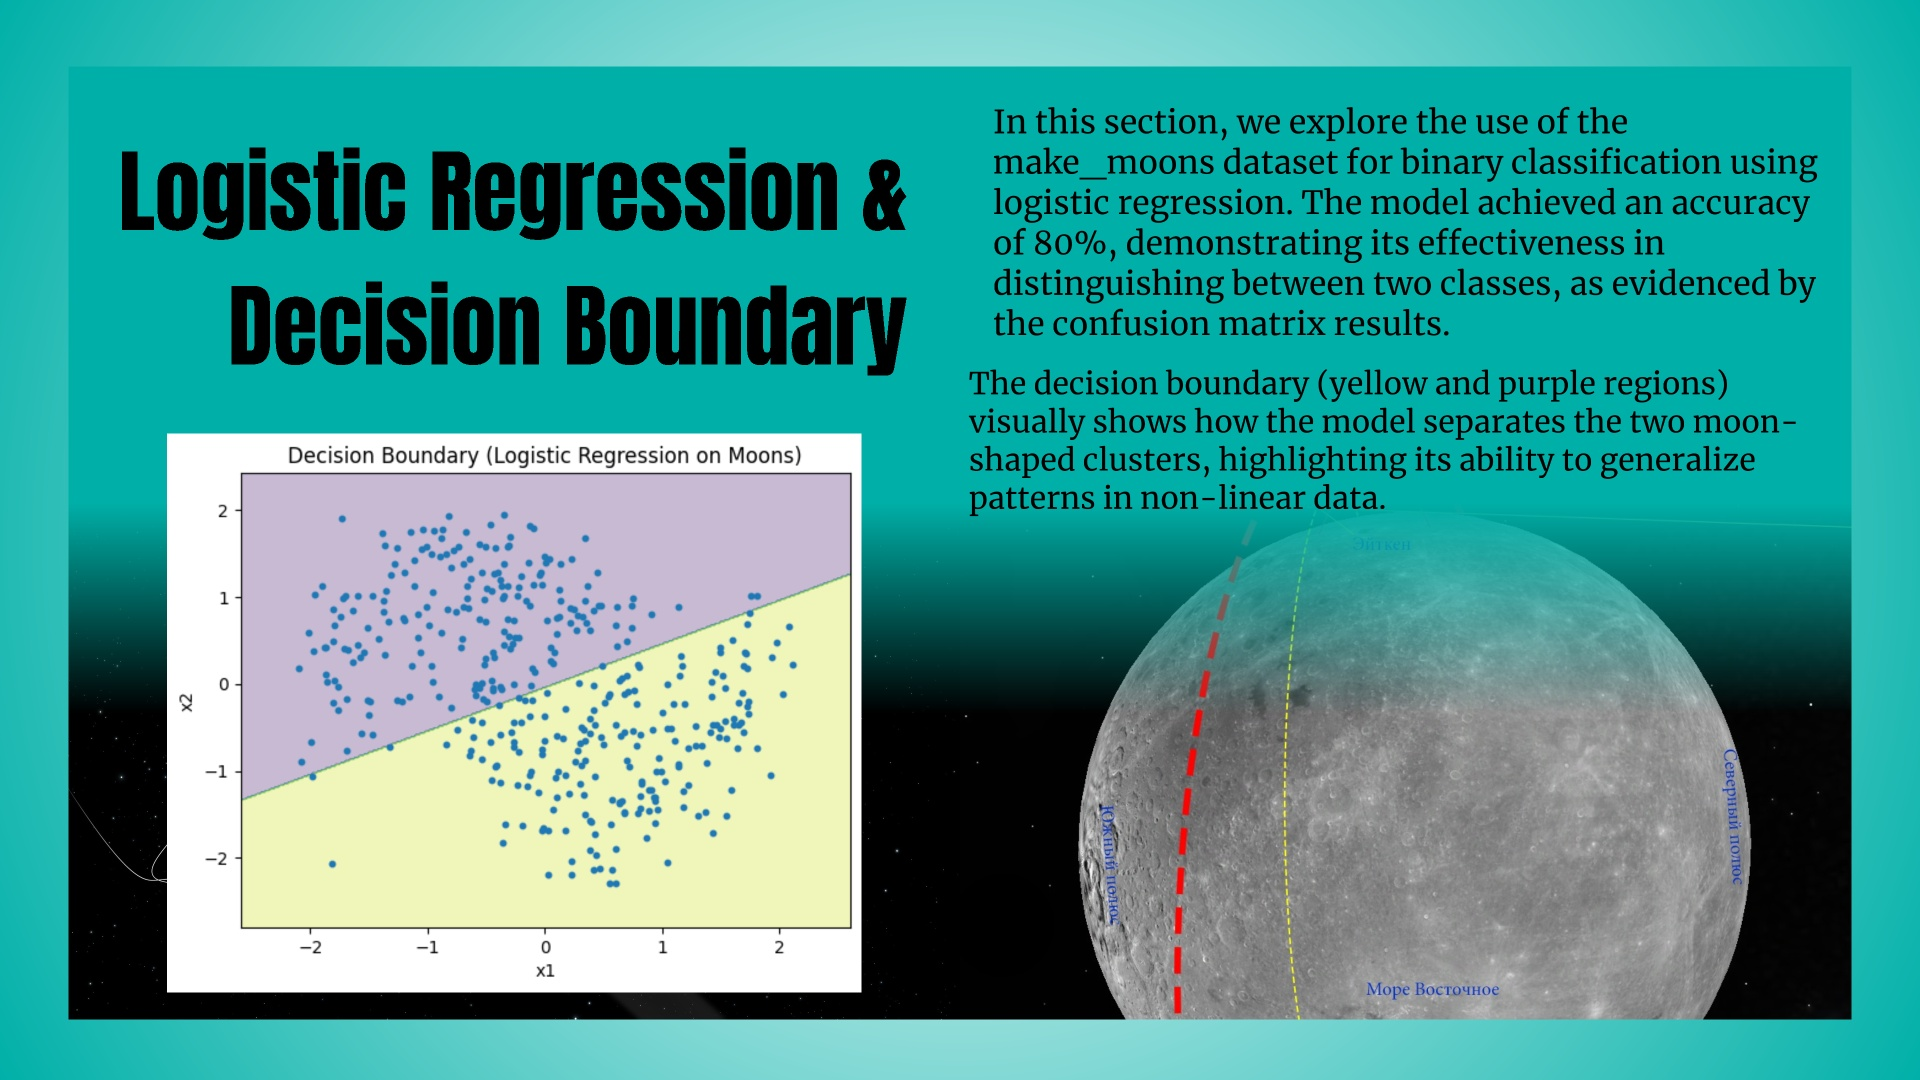 Logistic Regression &
Decision Boundary
In this section, we explore the use of the
make_moons dataset for binary classification using
logistic regression. The model achieved an accuracy
of 80%, demonstrating its effectiveness in
distinguishing between two classes, as evidenced by
the confusion matrix results.
The decision boundary (yellow and purple regions)
visually shows how the model separates the two moon-
shaped clusters, highlighting its ability to generalize
patterns in non-linear data.
Decision Boundary (Logistic Regression on Moons)
2
1
0
−1
−2
x2
−2 −1 0 1 2
x1
Эйткен
Южный полюс
Северный полюс
Море Восточное